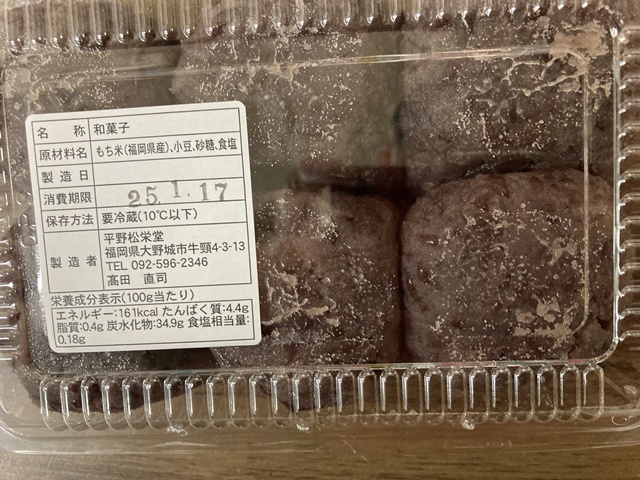 名 称 和菓子
原材料名 もち米(福岡県産)、小豆、砂糖、食塩
製造日
消費期限 25.1.17
保存方法 要冷蔵(10℃以下)
製造者 平野松栄堂
福岡県大野城市牛頸4-3-13
TEL 092-596-2346
髙田 直司
栄養成分表示(100g当たり)
エネルギー:161kcal たんぱく質:4.4g
脂質:0.4g 炭水化物:34.9g 食塩相当量:
0.18g